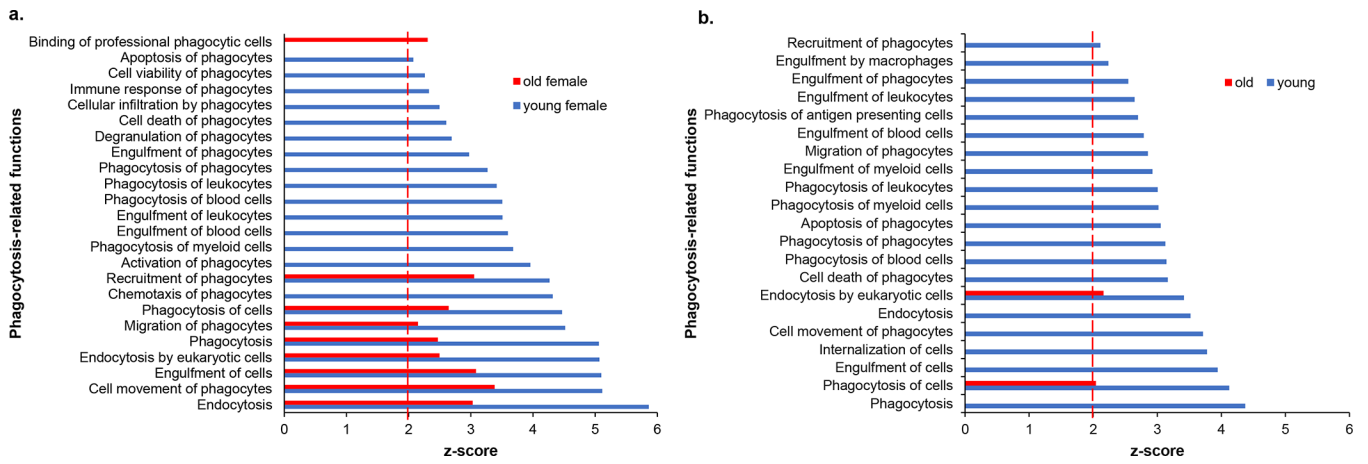 a.
Phagocytosis-related functions
Binding of professional phagocytic cells
Apoptosis of phagocytes
Cell viability of phagocytes
Immune response of phagocytes
Cellular infiltration by phagocytes
Cell death of phagocytes
Degranulation of phagocytes
Engulfment of phagocytes
Phagocytosis of phagocytes
Phagocytosis of leukocytes
Phagocytosis of blood cells
Engulfment of leukocytes
Engulfment of blood cells
Phagocytosis of myeloid cells
Activation of phagocytes
Recruitment of phagocytes
Chemotaxis of phagocytes
Phagocytosis of cells
Migration of phagocytes
Phagocytosis
Endocytosis by eukaryotic cells
Engulfment of cells
Cell movement of phagocytes
Endocytosis
old female
young female
0 1 2 3 4 5 6
z-score
b.
Phagocytosis-related functions
Recruitment of phagocytes
Engulfment by macrophages
Engulfment of phagocytes
Engulfment of leukocytes
Phagocytosis of antigen presenting cells
Engulfment of blood cells
Migration of phagocytes
Engulfment of myeloid cells
Phagocytosis of leukocytes
Phagocytosis of myeloid cells
Apoptosis of phagocytes
Phagocytosis of phagocytes
Phagocytosis of blood cells
Cell death of phagocytes
Endocytosis by eukaryotic cells
Endocytosis
Cell movement of phagocytes
Internalization of cells
Engulfment of cells
Phagocytosis of cells
Phagocytosis
old young
0 1 2 3 4 5 6
z-score